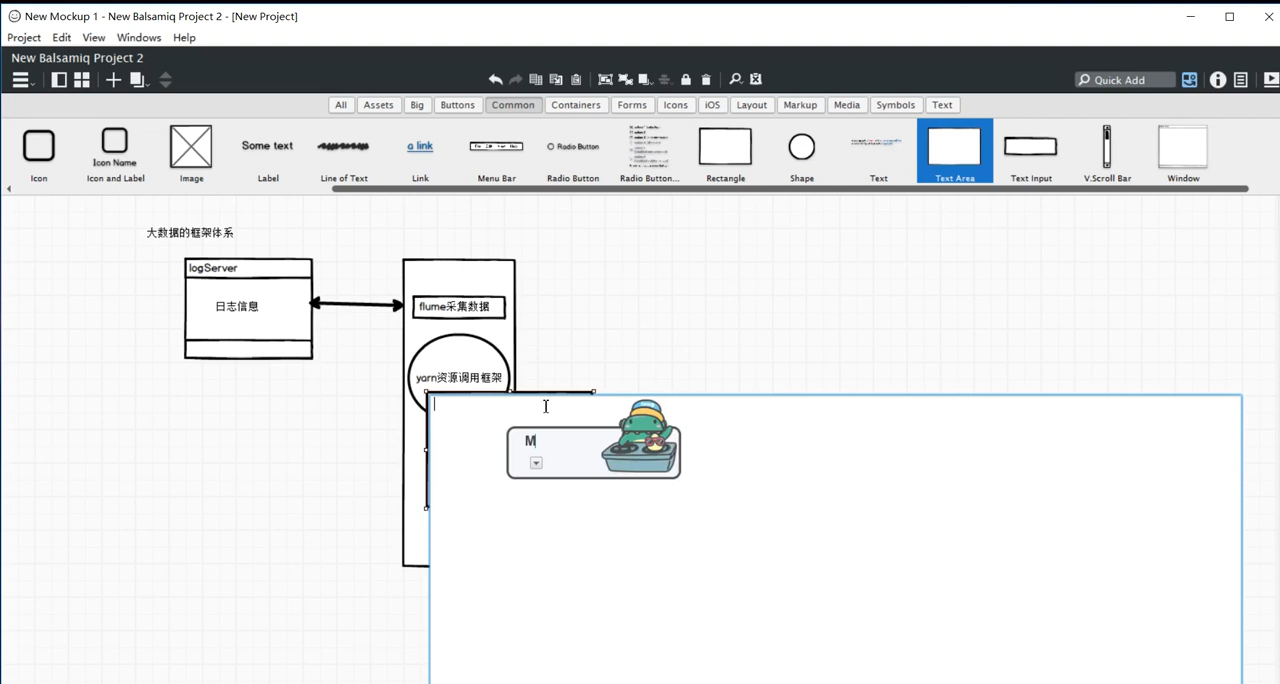 New Mockup 1 - New Balsamiq Project 2 - [New Project]
Project Edit View Windows Help
New Balsamiq Project 2
Quick Add
All Assets Big Buttons Common Containers Forms Icons iOS Layout Markup Media Symbols Text
Icon Name
Some text
a link
Radio Button
Icon Icon and Label Image Label Line of Text Link Menu Bar Radio Button Radio Button... Rectangle Shape Text Text Area Text Input V.Scroll Bar Window
大数据的框架体系
logServer
日志信息
flume采集数据
yarn资源调用框架
M